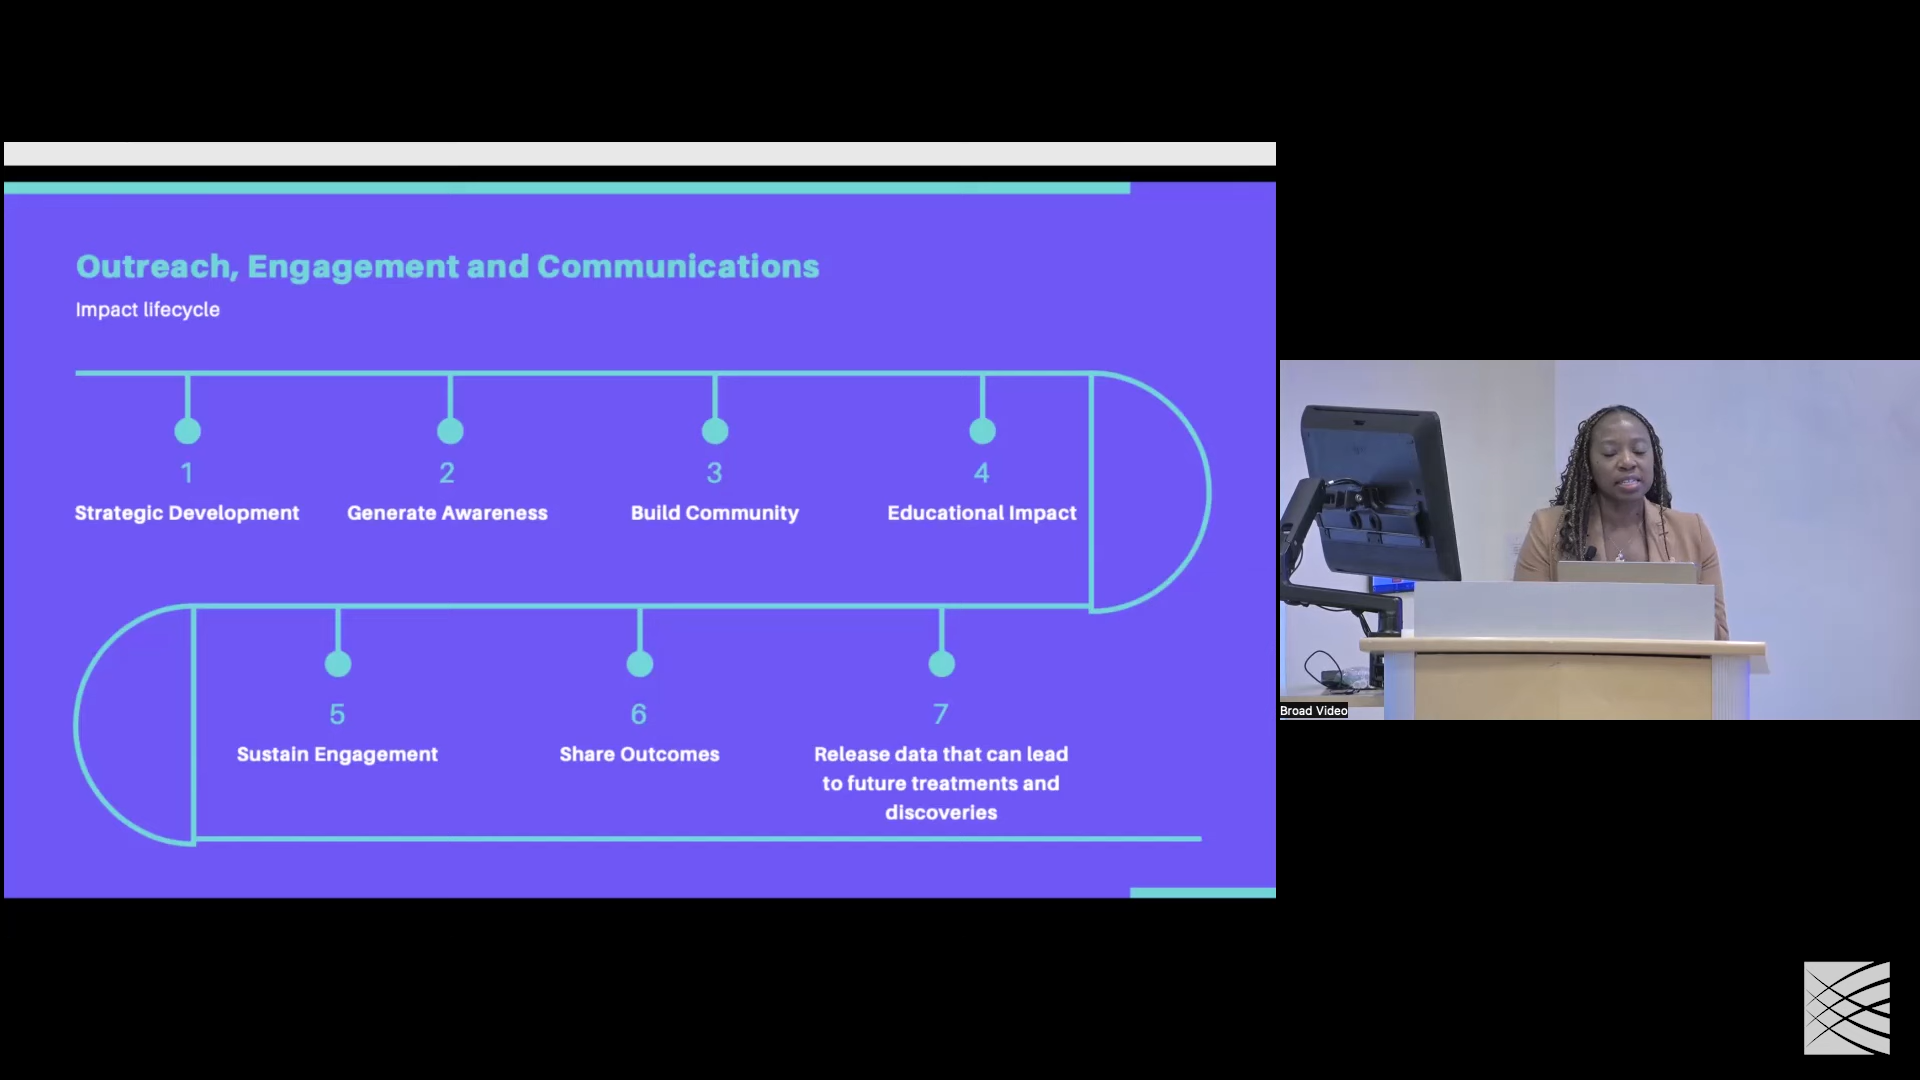 Outreach, Engagement and Communications
Impact lifecycle
1
Strategic Development
2
Generate Awareness
3
Build Community
4
Educational Impact
5
Sustain Engagement
6
Share Outcomes
7
Release data that can lead
to future treatments and
discoveries
Broad Video